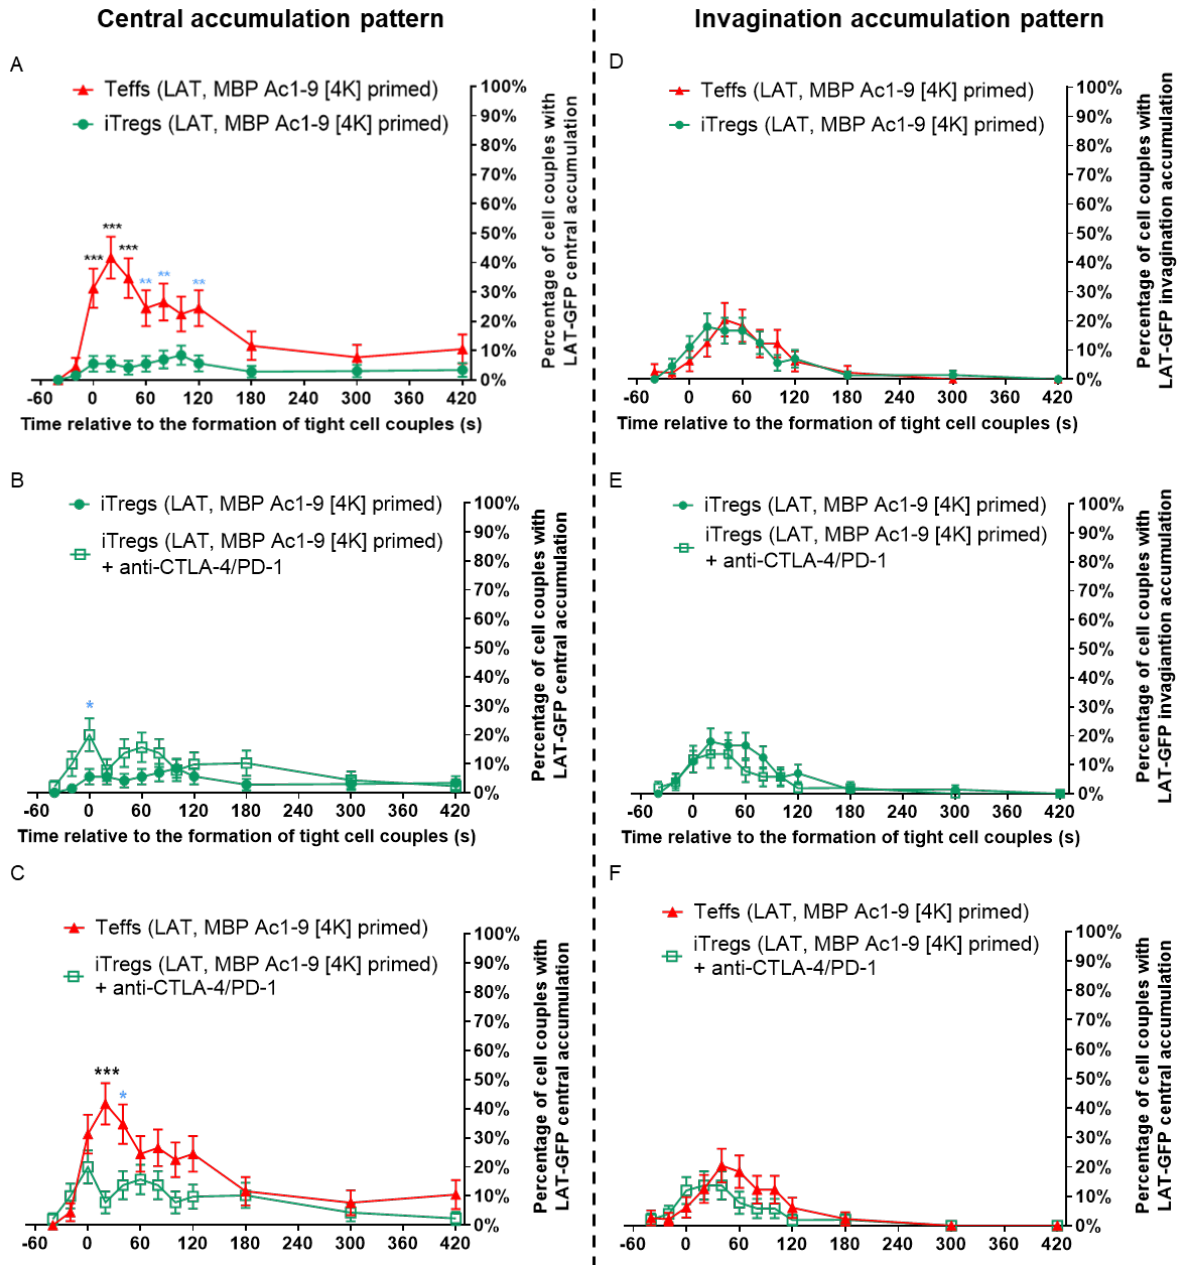 Central accumulation pattern
Invagination accumulation pattern
A
Teffs (LAT, MBP Ac1-9 [4K] primed)
iTregs (LAT, MBP Ac1-9 [4K] primed)
***
***
***
**
**
**
100%
90%
80%
70%
60%
50%
40%
30%
20%
10%
0%
Percentage of cell couples with
LAT-GFP central accumulation
-60 0 60 120 180 240 300 360 420
Time relative to the formation of tight cell couples (s)
D
Teffs (LAT, MBP Ac1-9 [4K] primed)
iTregs (LAT, MBP Ac1-9 [4K] primed)
100%
90%
80%
70%
60%
50%
40%
30%
20%
10%
0%
Percentage of cell couples with
LAT-GFP invagination accumulation
-60 0 60 120 180 240 300 360 420
Time relative to the formation of tight cell couples (s)
B
iTregs (LAT, MBP Ac1-9 [4K] primed)
iTregs (LAT, MBP Ac1-9 [4K] primed)
+ anti-CTLA-4/PD-1
*
100%
90%
80%
70%
60%
50%
40%
30%
20%
10%
0%
Percentage of cell couples with
LAT-GFP central accumulation
-60 0 60 120 180 240 300 360 420
Time relative to the formation of tight cell couples (s)
E
iTregs (LAT, MBP Ac1-9 [4K] primed)
iTregs (LAT, MBP Ac1-9 [4K] primed)
+ anti-CTLA-4/PD-1
100%
90%
80%
70%
60%
50%
40%
30%
20%
10%
0%
Percentage of cell couples with
LAT-GFP invagiantion accumulation
-60 0 60 120 180 240 300 360 420
Time relative to the formation of tight cell couples (s)
C
Teffs (LAT, MBP Ac1-9 [4K] primed)
iTregs (LAT, MBP Ac1-9 [4K] primed)
+ anti-CTLA-4/PD-1
***
*
100%
90%
80%
70%
60%
50%
40%
30%
20%
10%
0%
Percentage of cell couples with
LAT-GFP central accumulation
-60 0 60 120 180 240 300 360 420
F
Teffs (LAT, MBP Ac1-9 [4K] primed)
iTregs (LAT, MBP Ac1-9 [4K] primed)
+ anti-CTLA-4/PD-1
100%
90%
80%
70%
60%
50%
40%
30%
20%
10%
0%
Percentage of cell couples with
LAT-GFP central accumulation
-60 0 60 120 180 240 300 360 420